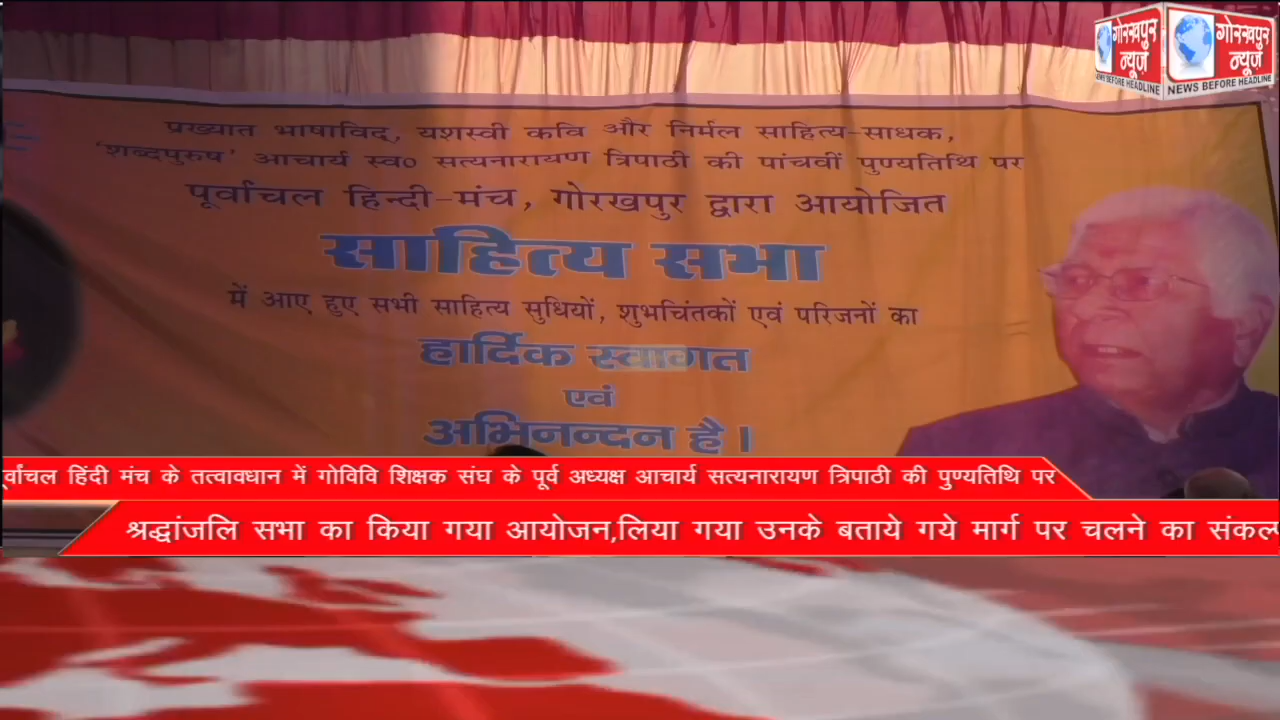 गोरखपुर
न्यूज़
NEWS BEFORE HEADLINE
गोरखपुर
न्यूज़
NEWS BEFORE HEADLINE
प्रख्यात भाषाविद्, यशस्वी कवि और निर्मल साहित्य-साधक,
'शब्दपुरुष' आचार्य स्व० सत्यनारायण त्रिपाठी की पांचवीं पुण्यतिथि पर
पूर्वांचल हिन्दी-मंच, गोरखपुर द्वारा आयोजित
साहित्य सभा
में आए हुए सभी साहित्य सुधियों, शुभचिंतकों एवं परिजनों का
हार्दिक स्वागत
एवं
अभिनन्दन है।
र्वांचल हिंदी मंच के तत्वावधान में गोविवि शिक्षक संघ के पूर्व अध्यक्ष आचार्य सत्यनारायण त्रिपाठी की पुण्यतिथि पर
श्रद्धांजलि सभा का किया गया आयोजन,लिया गया उनके बताये गये मार्ग पर चलने का संकल्